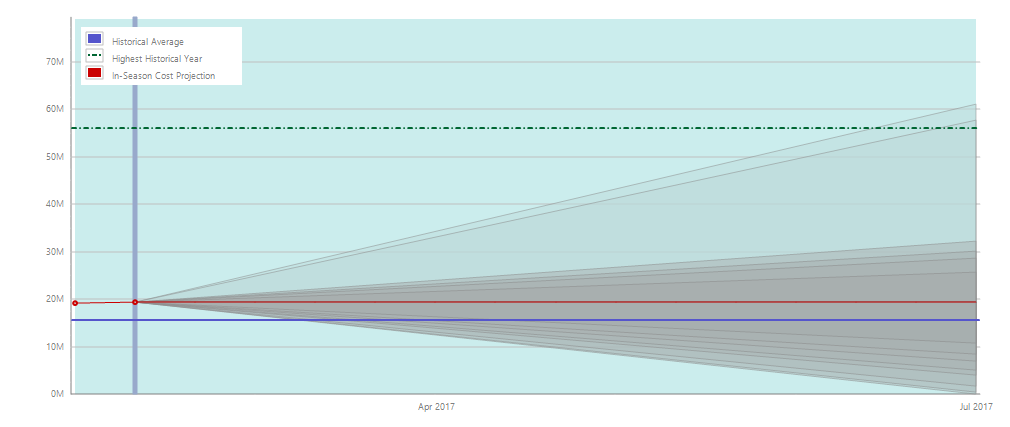 Historical Average
Highest Historical Year
In-Season Cost Projection
70M
60M
50M
40M
30M
20M
10M
0M
Apr 2017
Jul 2017